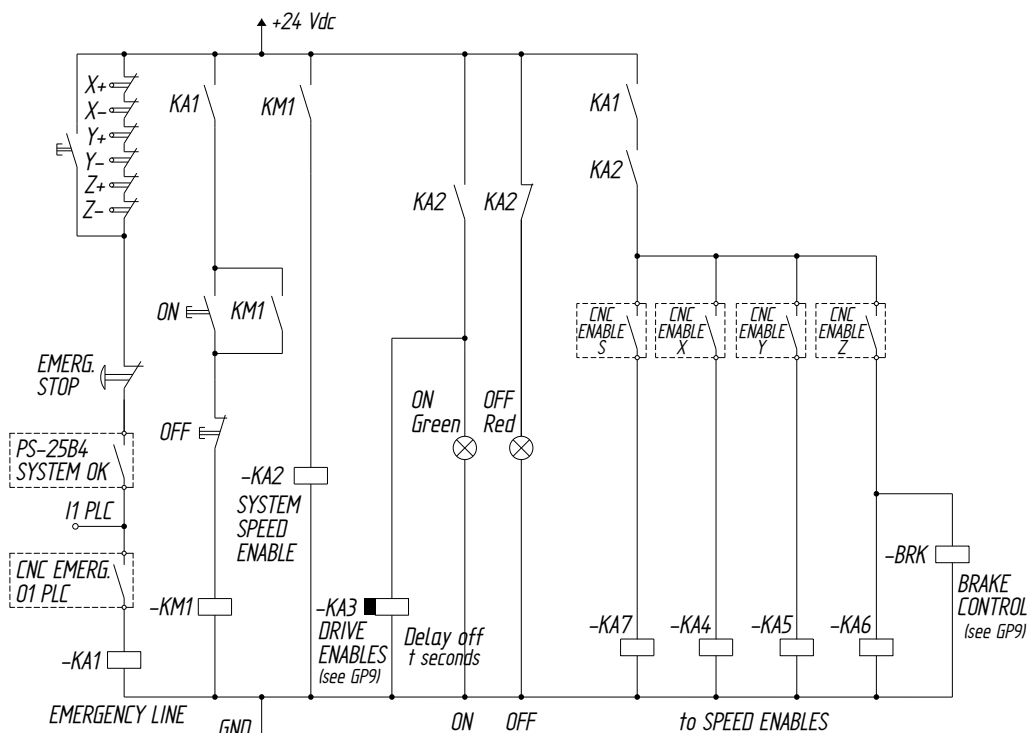 +24 Vdc
X+
X-
Y+
Y-
Z+
Z-
KA1
KM1
KA1
KA2
KA2
KA2
ON
KM1
CNC
ENABLE
S
CNC
ENABLE
X
CNC
ENABLE
Y
CNC
ENABLE
Z
EMERG.
STOP
OFF
ON
Green
OFF
Red
PS-25B4
SYSTEM OK
-KA2
SYSTEM
SPEED
ENABLE
I1 PLC
CNC EMERG.
O1 PLC
-BRK
BRAKE
CONTROL
(see GP9)
-KM1
-KA3
DRIVE
ENABLES
(see GP9)
Delay off
t seconds
-KA7
-KA4
-KA5
-KA6
-KA1
EMERGENCY LINE
GND
ON
OFF
to SPEED ENABLES